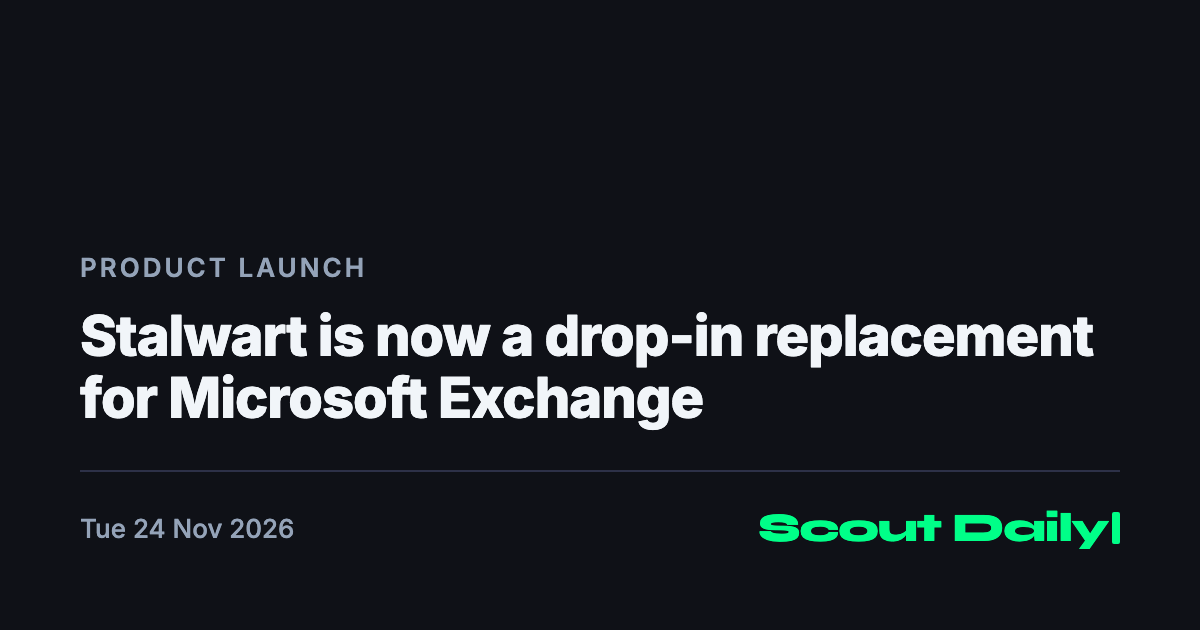 PRODUCT LAUNCH
Stalwart is now a drop-in replacement
for Microsoft Exchange
Tue 24 Nov 2026
Scout Daily